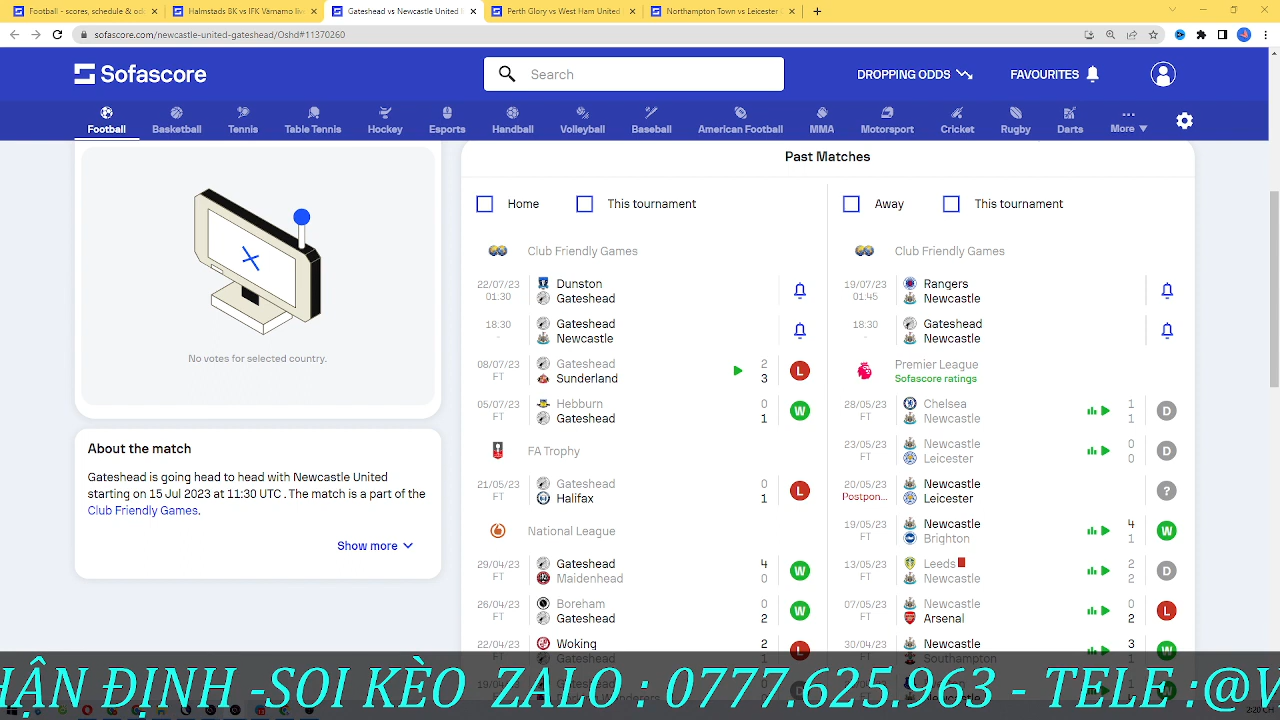 Football - scores, schedule & od
Halmstads BK vs IFK Värnamo live
Gateshead vs Newcastle United
Perth Glory vs West Ham United
Northampton Town vs Leicester
sofascore.com/newcastle-united-gateshead/Oshd#11370260
Sofascore
Search
DROPPING ODDS
FAVOURITES
Football
Basketball
Tennis
Table Tennis
Hockey
Esports
Handball
Volleyball
Baseball
American Football
MMA
Motorsport
Cricket
Rugby
Darts
More
No votes for selected country.
About the match
Gateshead is going head to head with Newcastle United
starting on 15 Jul 2023 at 11:30 UTC . The match is a part of the
Club Friendly Games.
Show more
Past Matches
Home
This tournament
Club Friendly Games
22/07/23 Dunston
01:30 Gateshead
18:30 Gateshead
- Newcastle
08/07/23 Gateshead 2
FT Sunderland 3 L
05/07/23 Hebburn 0
FT Gateshead 1 W
FA Trophy
21/05/23 Gateshead 0
FT Halifax 1 L
National League
29/04/23 Gateshead 4
FT Maidenhead 0 W
26/04/23 Boreham 0
FT Gateshead 2 W
22/04/23 Woking 2
FT Gateshead 1 L
Away
This tournament
Club Friendly Games
19/07/23 Rangers
01:45 Newcastle
18:30 Gateshead
- Newcastle
Premier League
Sofascore ratings
28/05/23 Chelsea 1
FT Newcastle 1 D
23/05/23 Newcastle 0
FT Leicester 0 D
20/05/23 Newcastle
Postpon... Leicester ?
19/05/23 Newcastle 4
FT Brighton 1 W
13/05/23 Leeds 2
FT Newcastle 2 D
07/05/23 Newcastle 0
FT Arsenal 2 L
30/04/23 Newcastle 3
FT Southampton 1 W
HẬN ĐỊNH -SOI KÈO ZALO : 0777.625.963 - TELE :@V